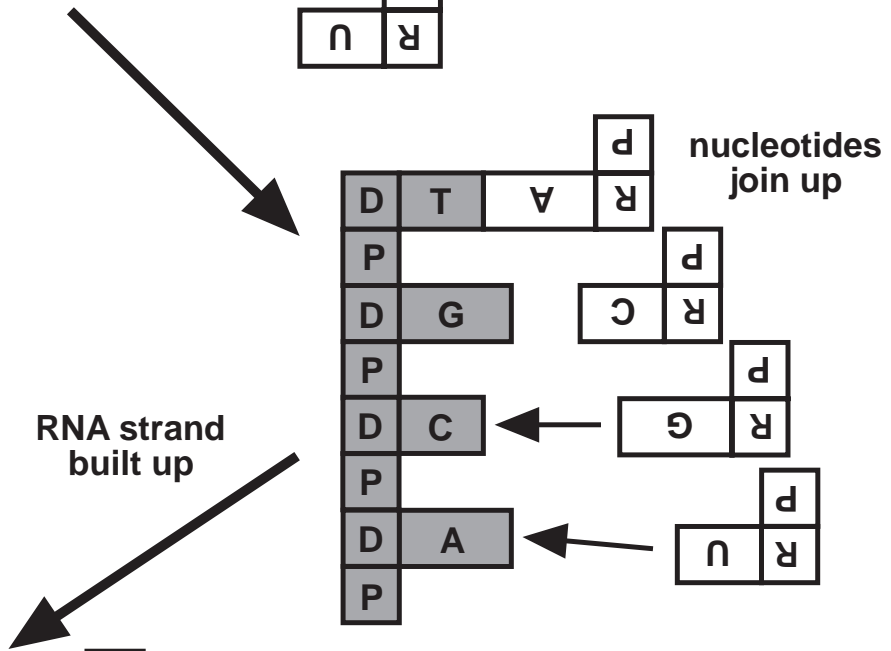 U R
P
nucleotides
join up
D T A R
P P
D G C R
P P
RNA strand
built up
D C G R
P P
D A U R
P